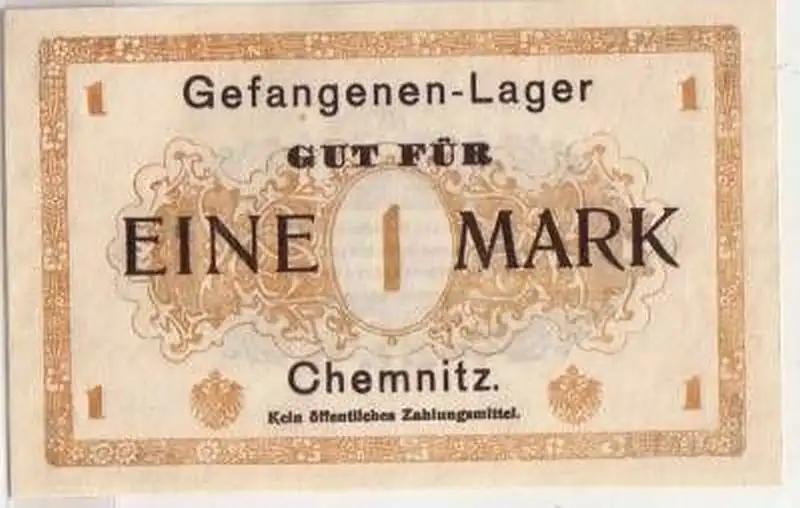 1 1
Gefangenen-Lager
GUT FÜR
EINE 1 MARK
Chemnitz.
1 1
Kein öffentliches Zahlungsmittel.